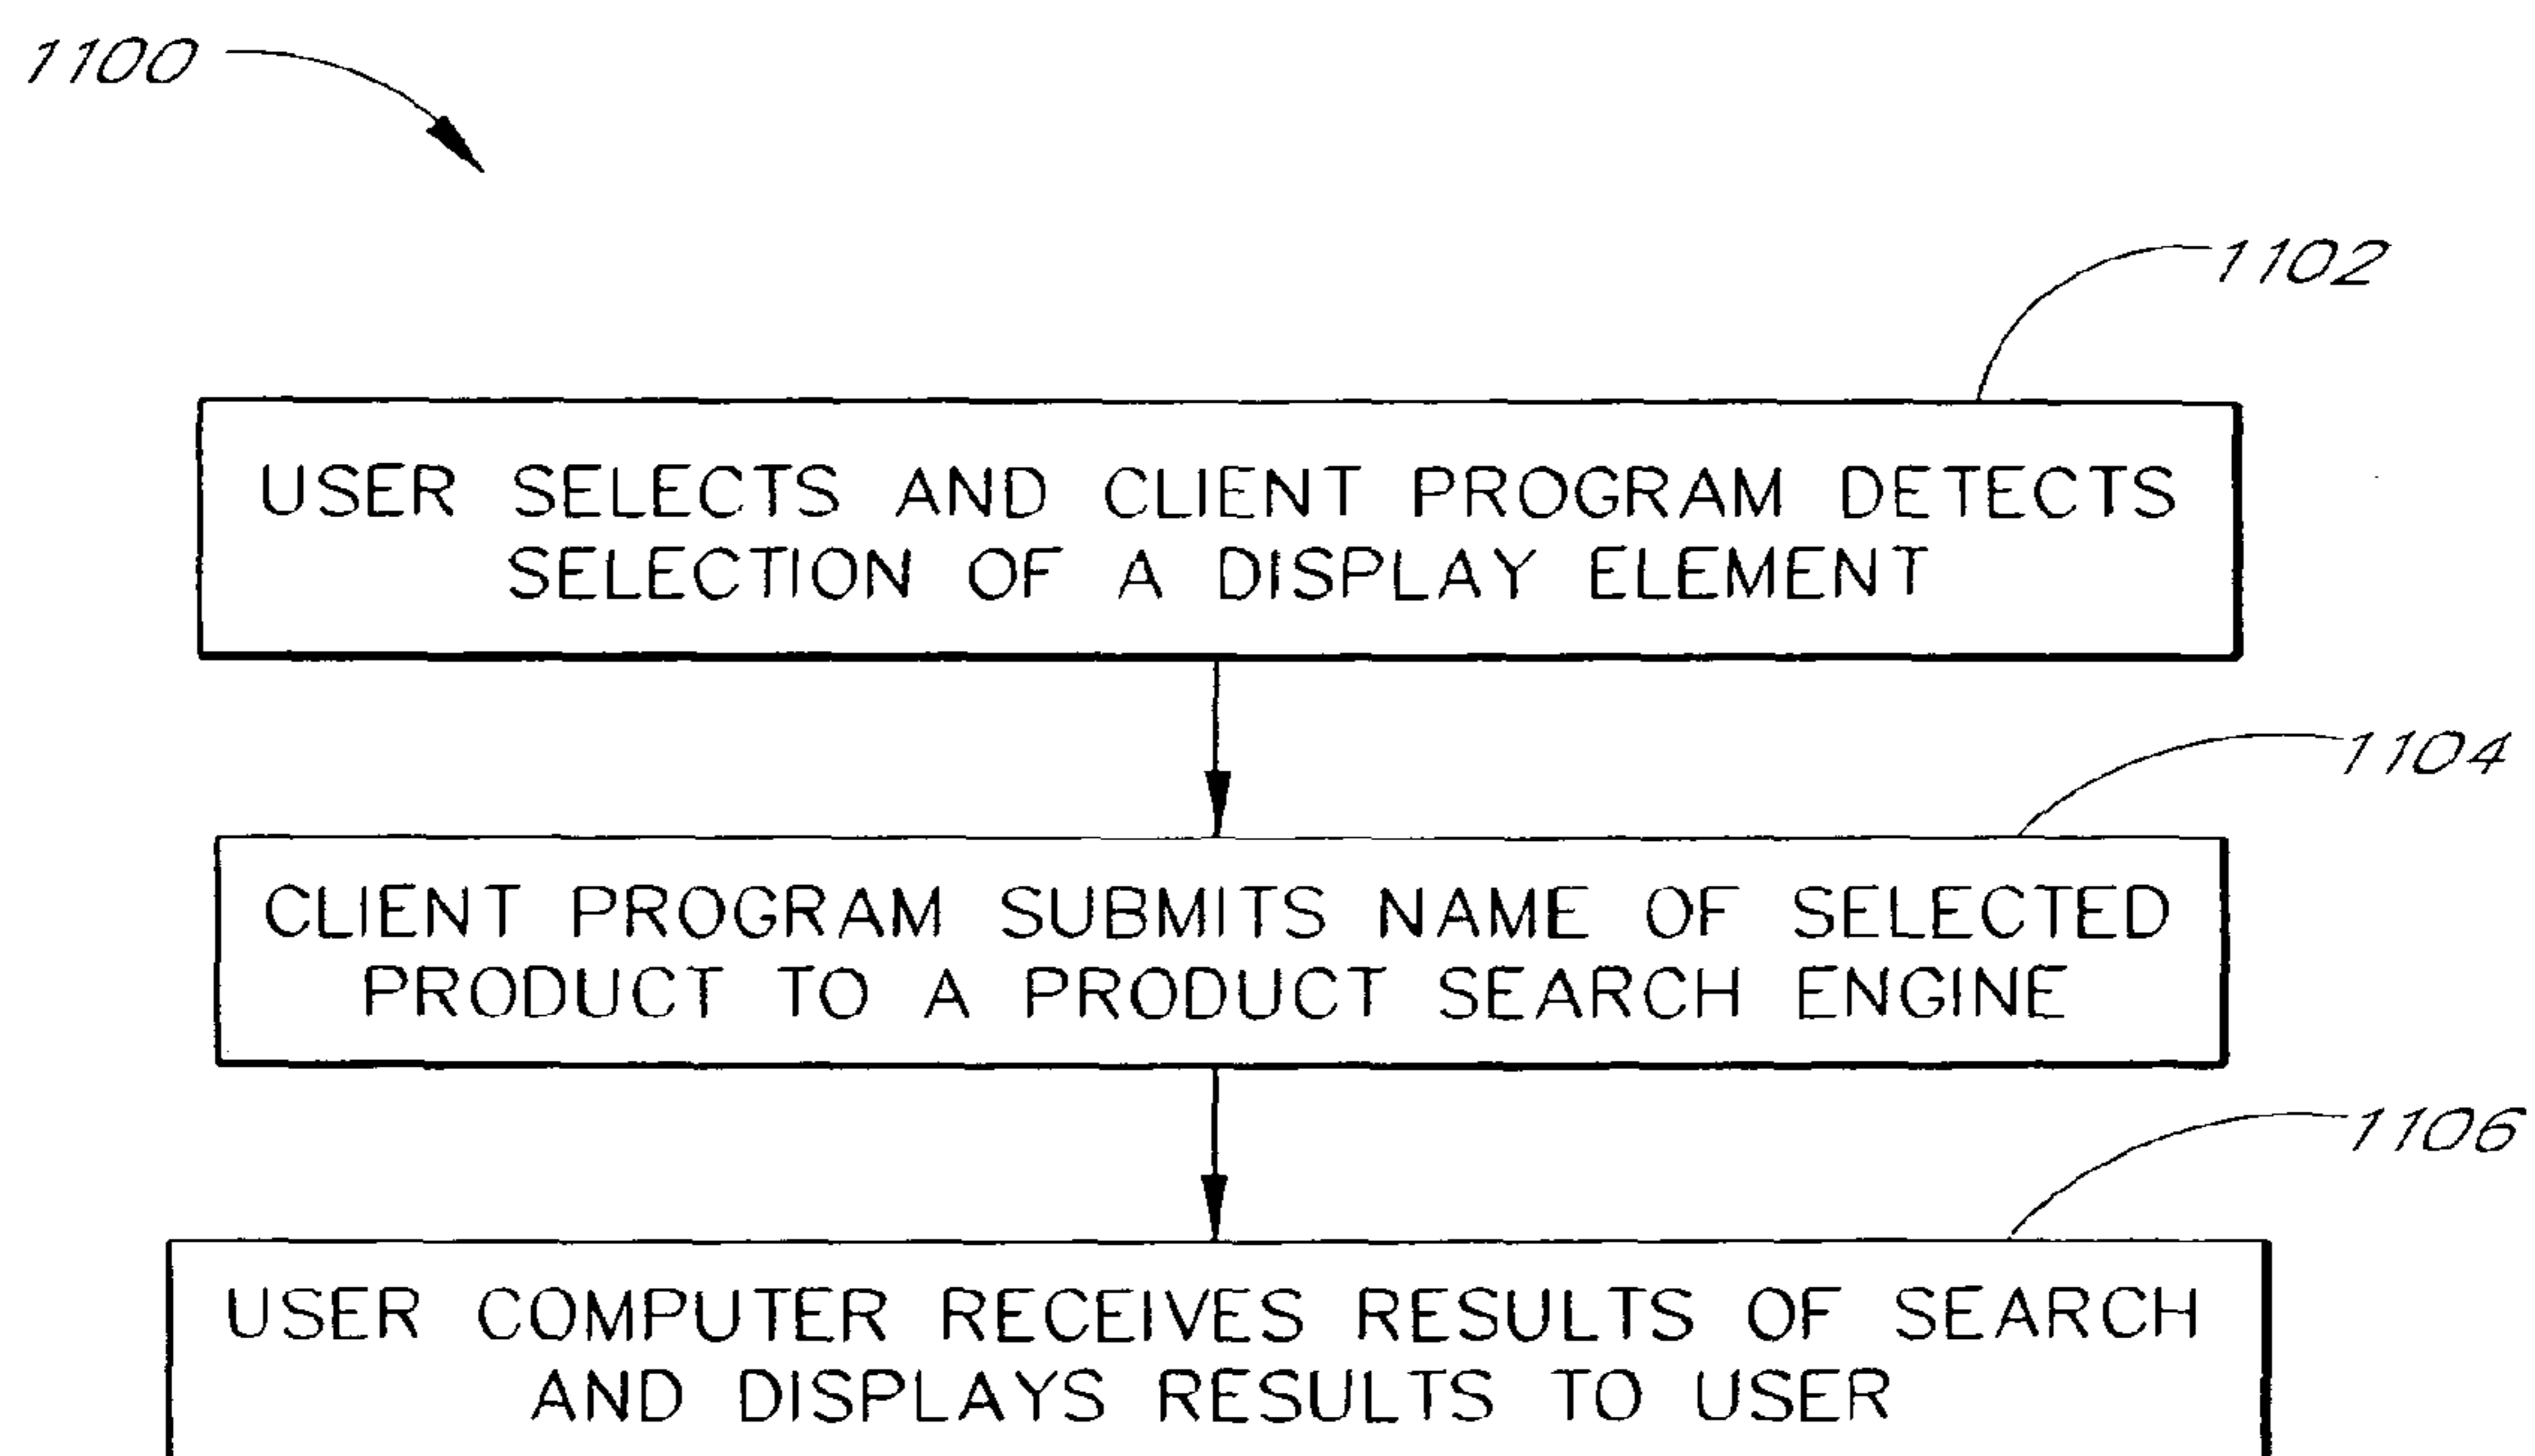 1100
1102
USER SELECTS AND CLIENT PROGRAM DETECTS
SELECTION OF A DISPLAY ELEMENT
1104
CLIENT PROGRAM SUBMITS NAME OF SELECTED
PRODUCT TO A PRODUCT SEARCH ENGINE
1106
USER COMPUTER RECEIVES RESULTS OF SEARCH
AND DISPLAYS RESULTS TO USER